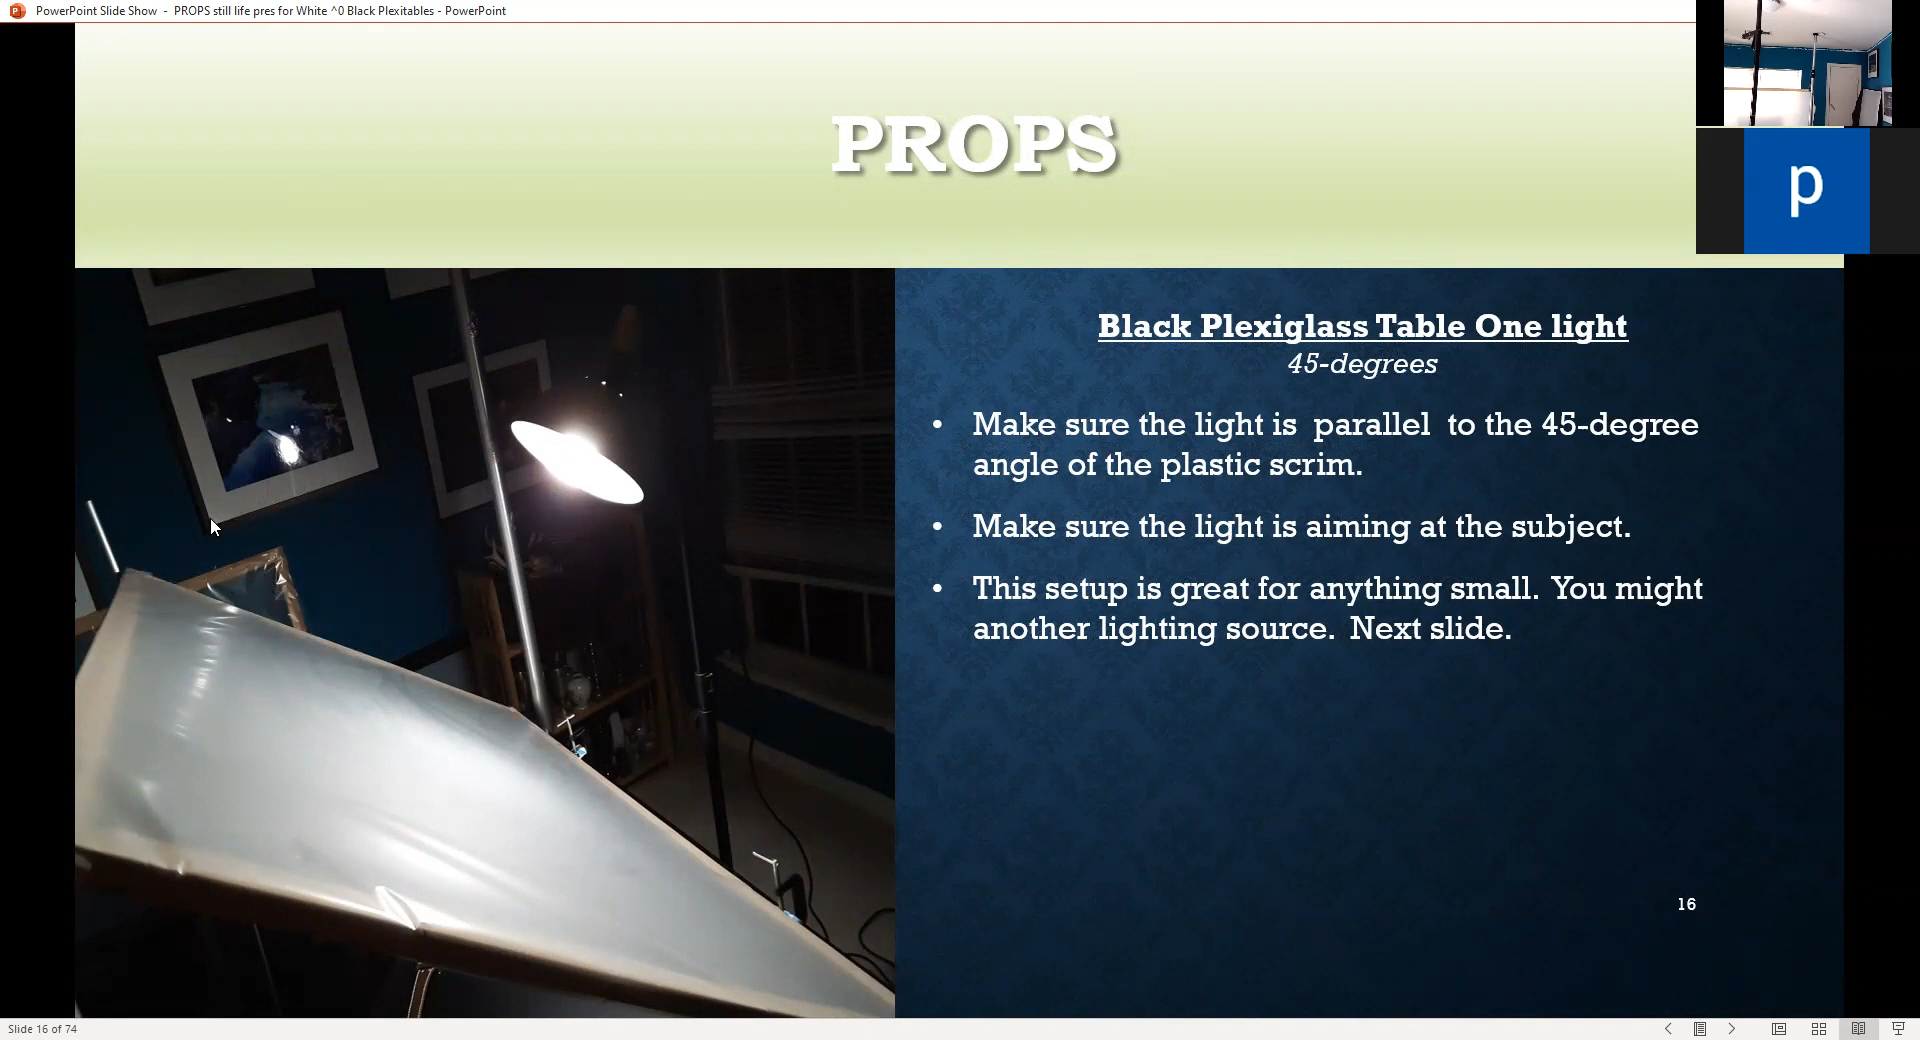 PowerPoint Slide Show - PROPS still life pres for White ^0 Black Plexitables - PowerPoint
PROPS
p
Black Plexiglass Table One light
45-degrees
• Make sure the light is parallel to the 45-degree
angle of the plastic scrim.
• Make sure the light is aiming at the subject.
• This setup is great for anything small. You might
another lighting source. Next slide.
16
Slide 16 of 74